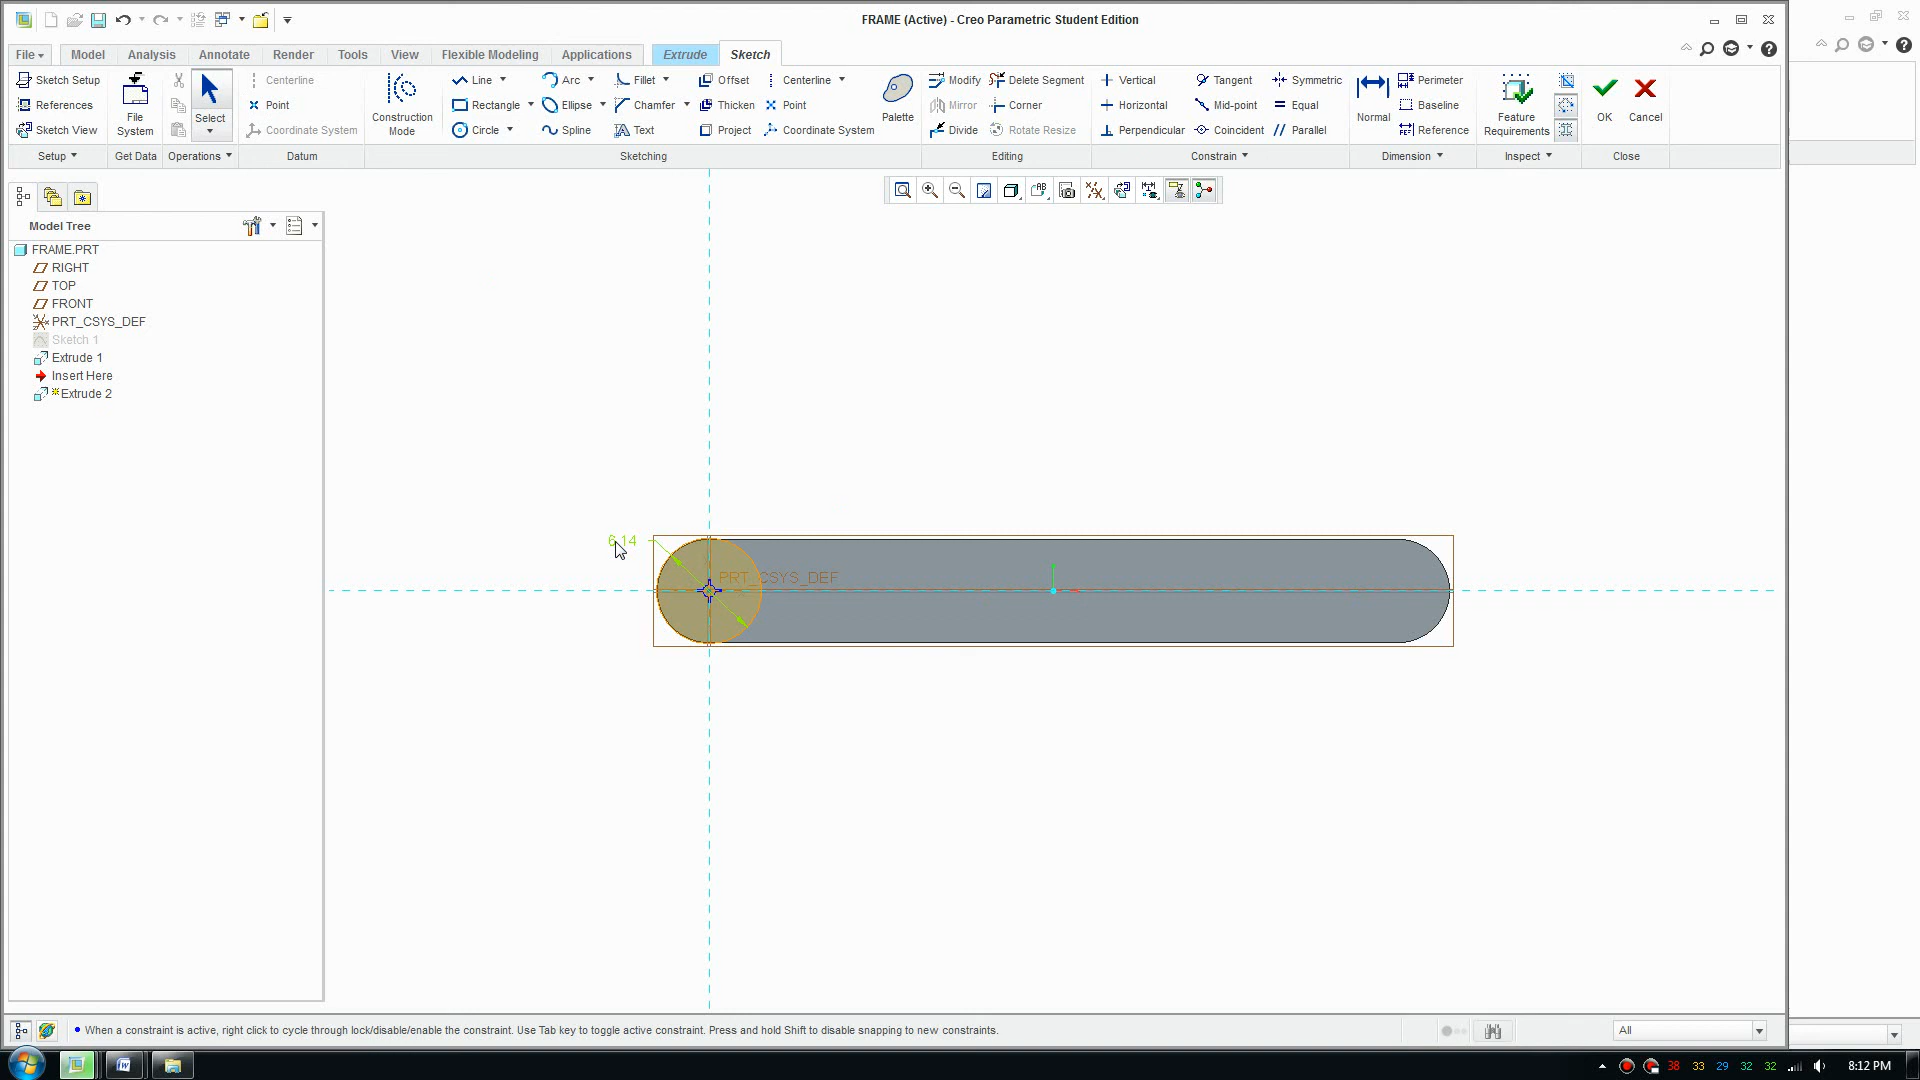 FRAME (Active) - Creo Parametric Student Edition
File Model Analysis Annotate Render Tools View Flexible Modeling Applications Extrude Sketch
Sketch Setup Centerline Line Arc Fillet Offset Centerline Modify Delete Segment Vertical Tangent Symmetric Perimeter
References Point Rectangle Ellipse Chamfer Thicken Point Mirror Corner Horizontal Mid-point Equal Baseline
File System Select Construction Mode Palette Normal Feature Requirements OK Cancel
Sketch View Coordinate System Circle Spline Text Project Coordinate System Divide Rotate Resize Perpendicular Coincident Parallel Reference
Setup Get Data Operations Datum Sketching Editing Constrain Dimension Inspect Close
Model Tree
FRAME.PRT
RIGHT
TOP
FRONT
PRT_CSYS_DEF
Sketch 1
Extrude 1
Insert Here
*Extrude 2
6.14
PRT_CSYS_DEF
When a constraint is active, right click to cycle through lock/disable/enable the constraint. Use Tab key to toggle active constraint. Press and hold Shift to disable snapping to new constraints.
All
38 33 29 32 32 8:12 PM